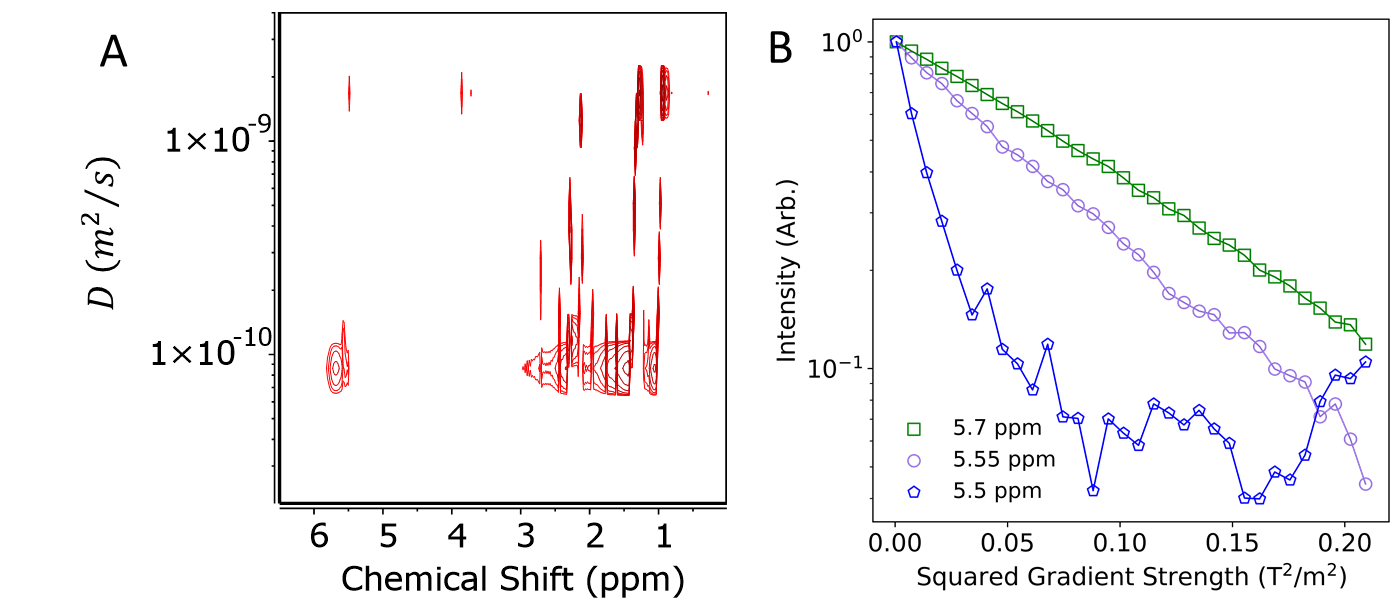 A
D (m²/s)
1×10⁻⁹
1×10⁻¹⁰
6 5 4 3 2 1
Chemical Shift (ppm)
B
Intensity (Arb.)
10⁰
10⁻¹
5.7 ppm
5.55 ppm
5.5 ppm
0.00 0.05 0.10 0.15 0.20
Squared Gradient Strength (T²/m²)